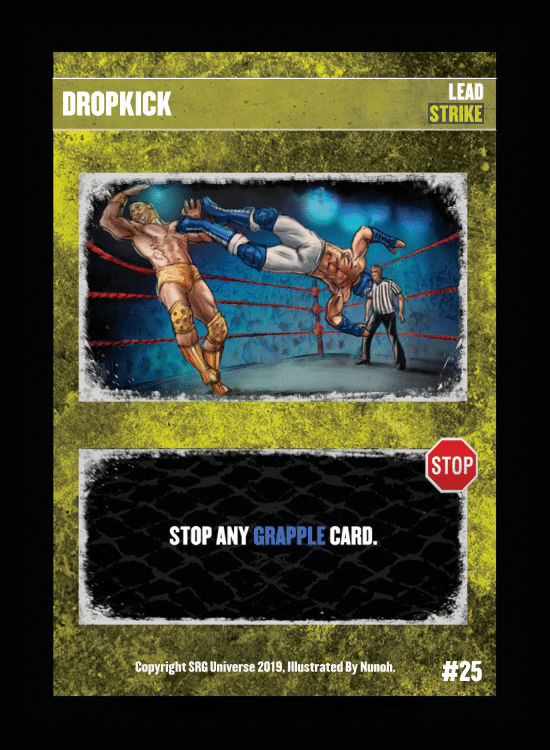 DROPKICK
LEAD
STRIKE
STOP
STOP ANY GRAPPLE CARD.
Copyright SRG Universe 2019, Illustrated By Nunoh.
#25